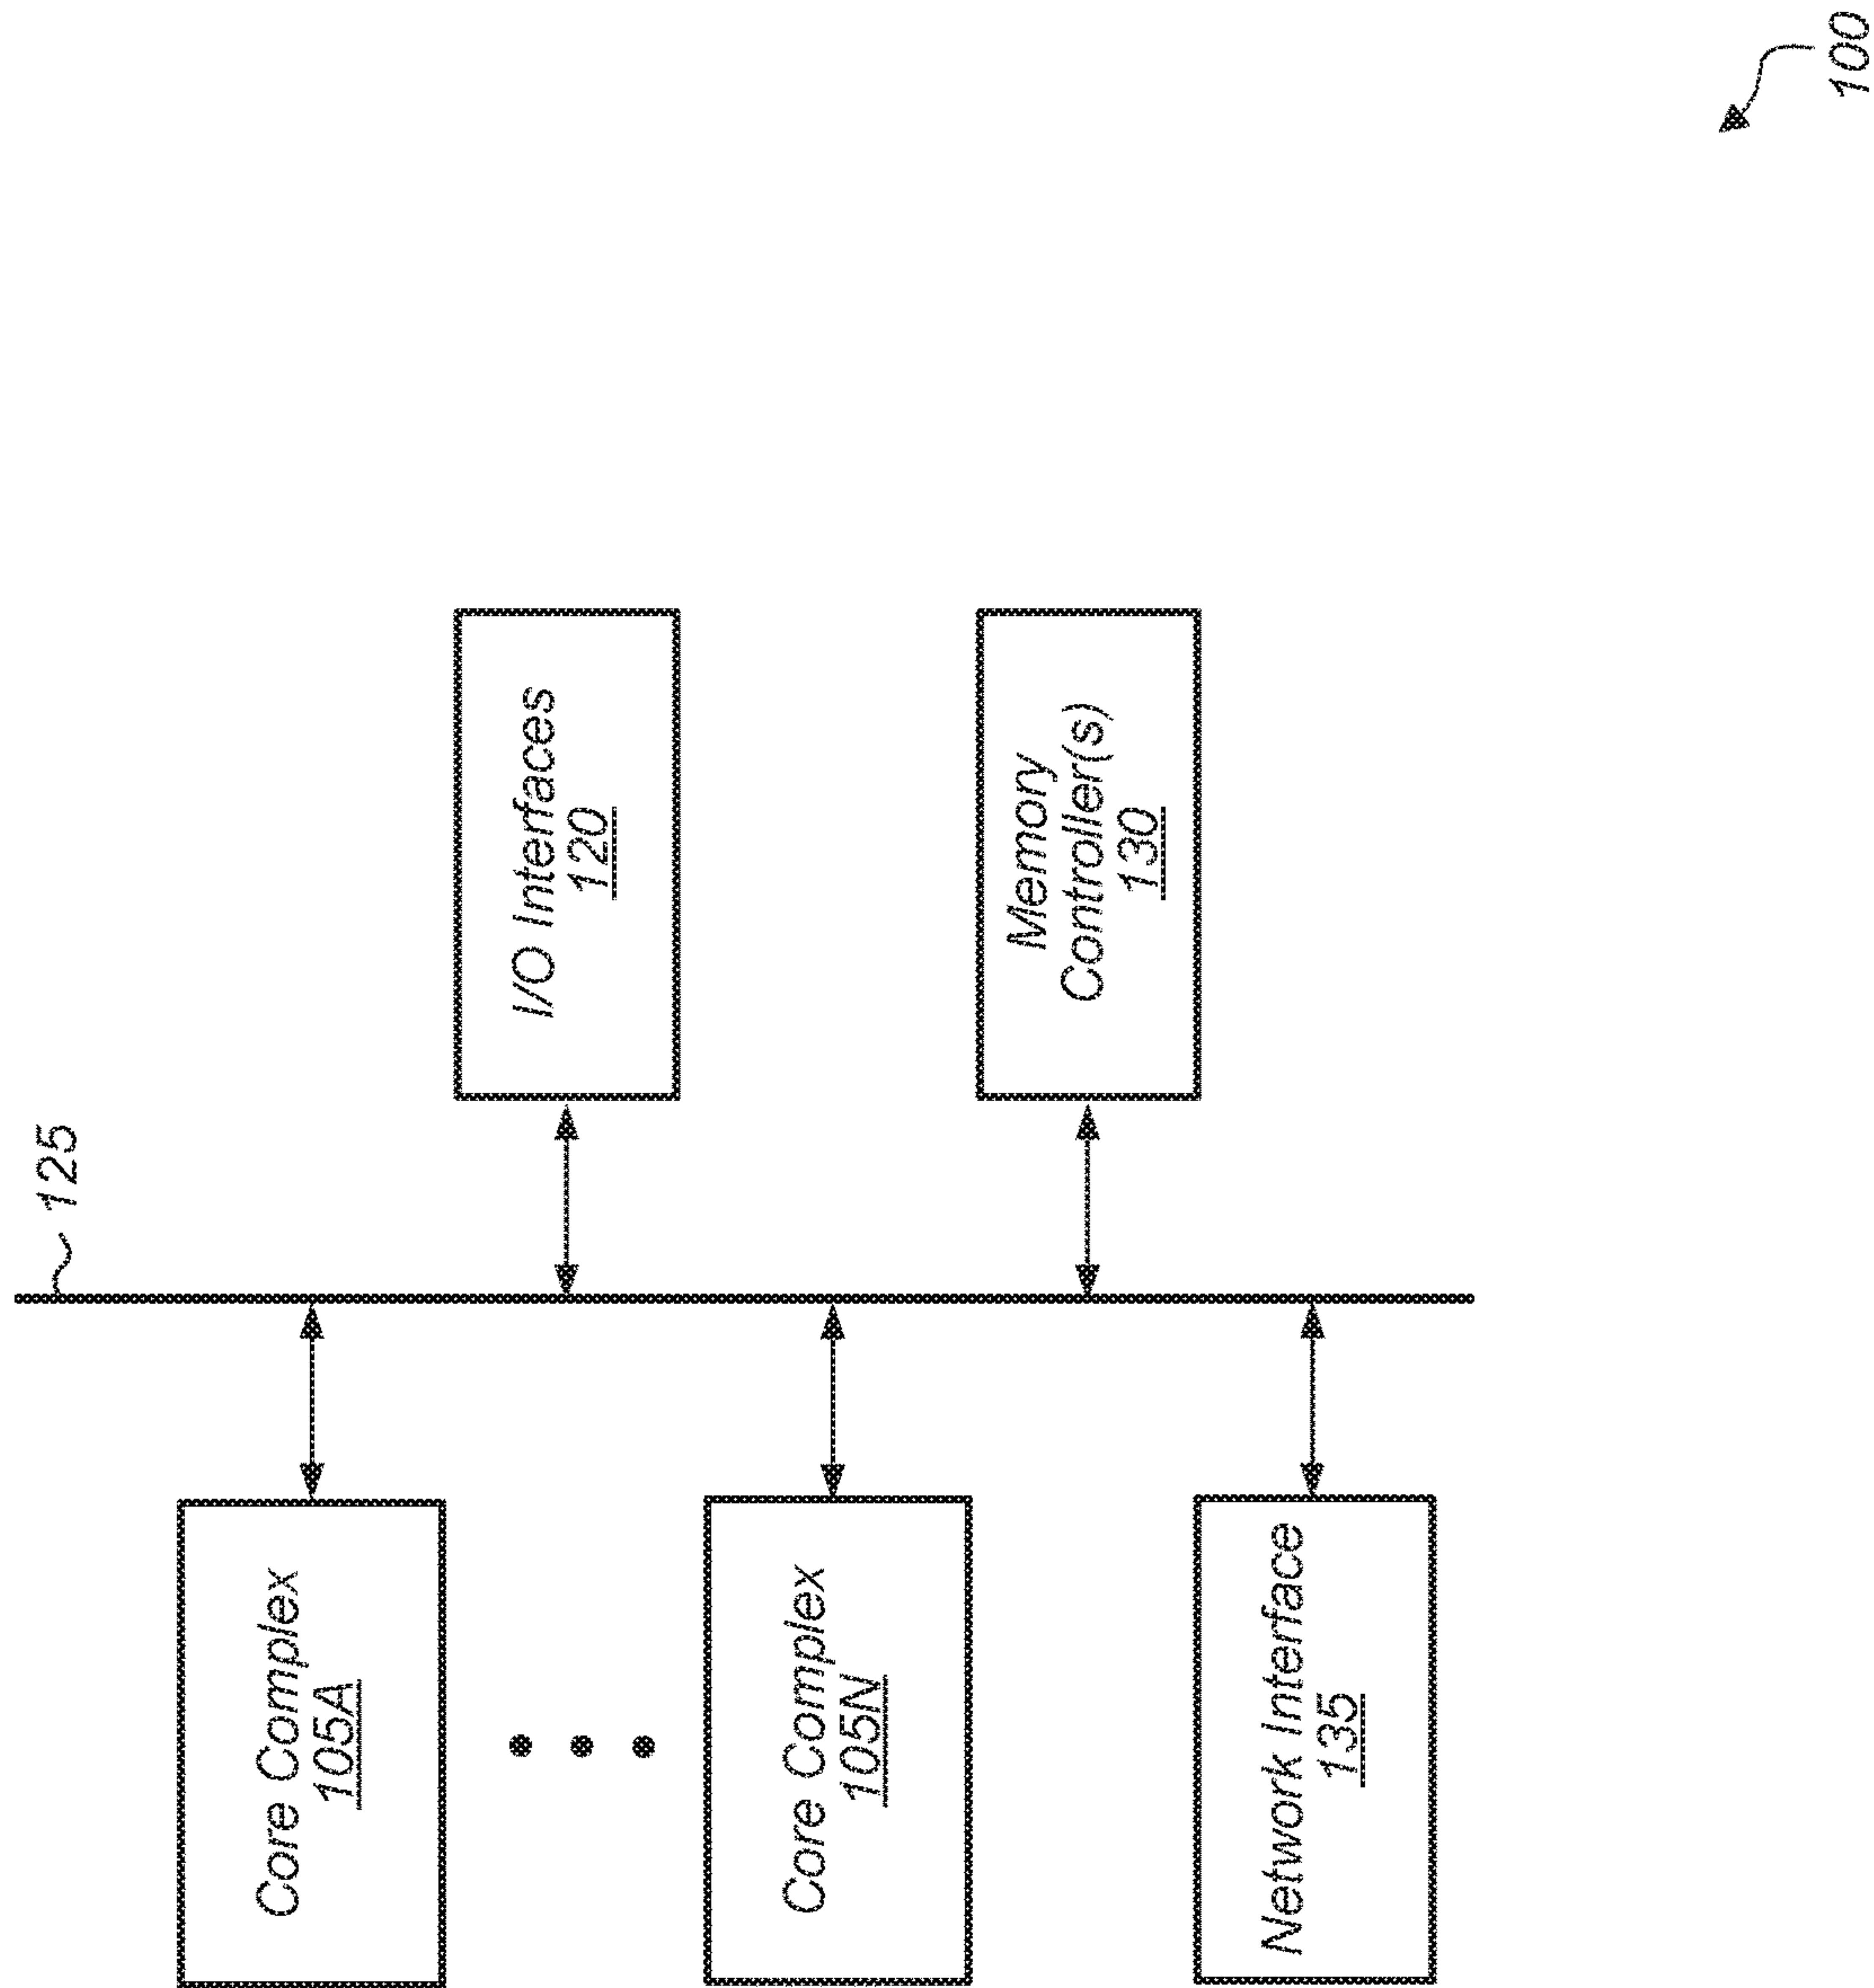 100
125
I/O Interfaces
120
Memory
Controller(s)
130
Core Complex
105A
Core Complex
105N
Network Interface
135